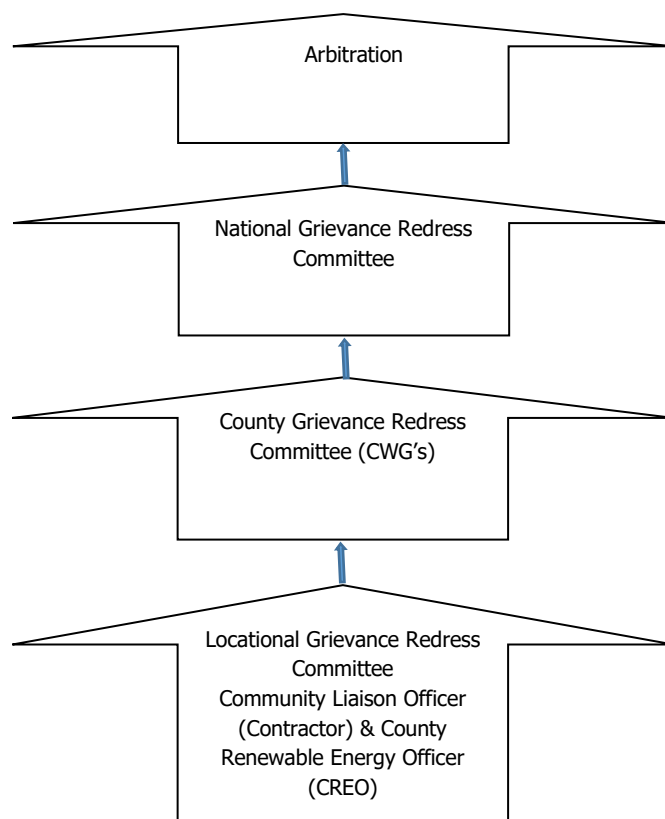 Arbitration
National Grievance Redress
Committee
County Grievance Redress
Committee (CWG’s)
Locational Grievance Redress
Committee
Community Liaison Officer
(Contractor) & County
Renewable Energy Officer
(CREO)